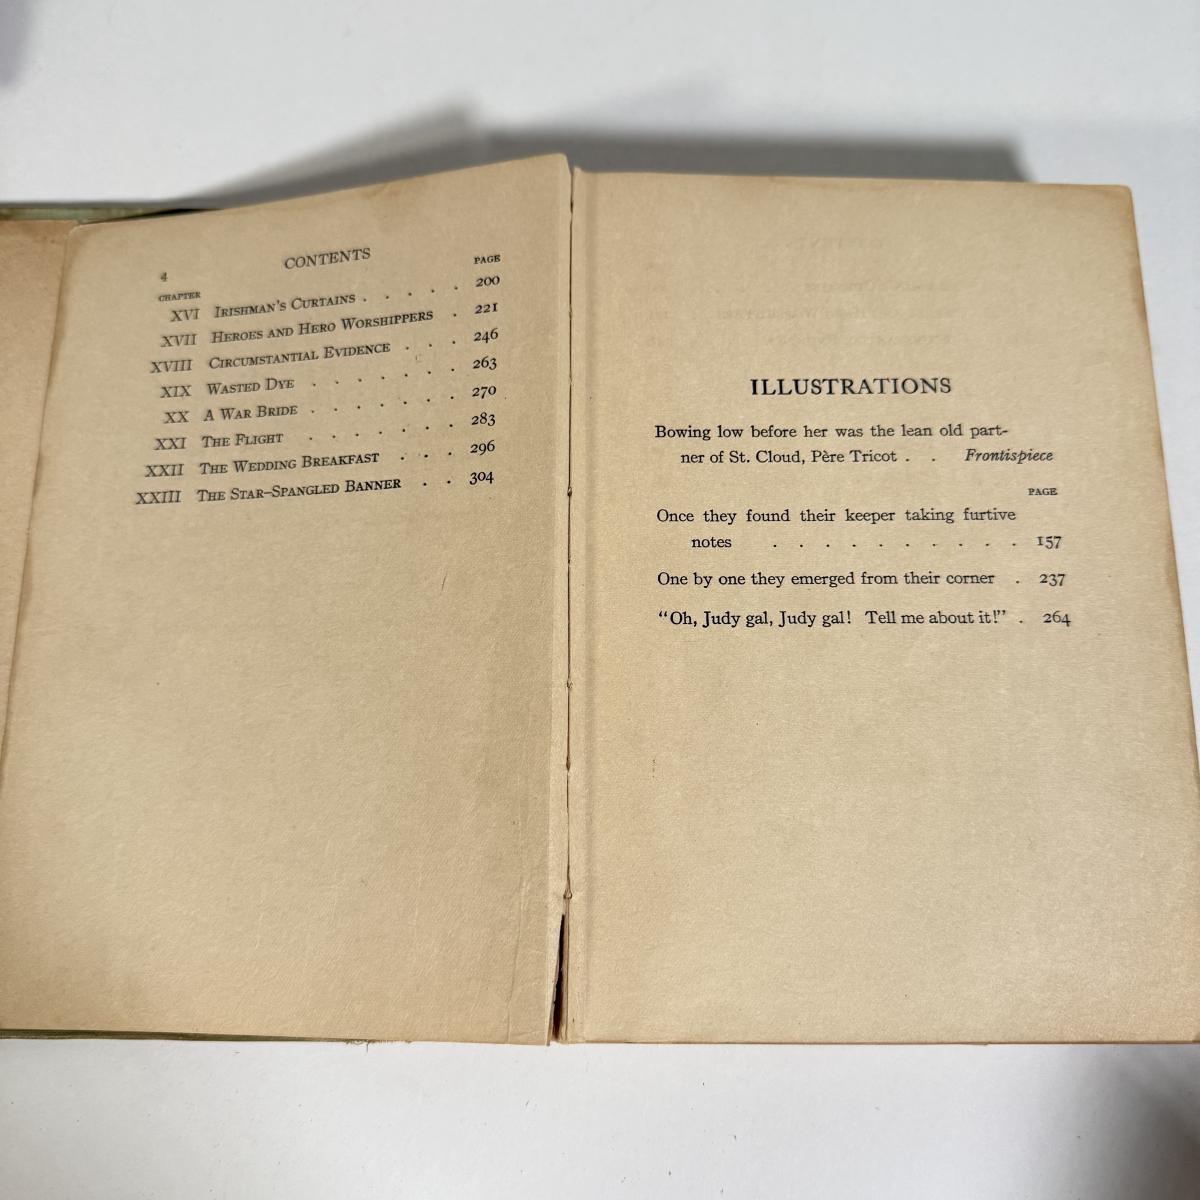 4 CONTENTS
CHAPTER PAGE
XVI IRISHMAN'S CURTAINS . . . . . 200
XVII HEROES AND HERO WORSHIPPERS . 221
XVIII CIRCUMSTANTIAL EVIDENCE . . . 246
XIX WASTED DYE . . . . . . 263
XX A WAR BRIDE . . . . . . 270
XXI THE FLIGHT . . . . . . 283
XXII THE WEDDING BREAKFAST . . . 296
XXIII THE STAR-SPANGLED BANNER . . 304
ILLUSTRATIONS
Bowing low before her was the lean old part-
ner of St. Cloud, Père Tricot . . Frontispiece
PAGE
Once they found their keeper taking furtive
notes . . . . . . . . . . 157
One by one they emerged from their corner . 237
"Oh, Judy gal, Judy gal! Tell me about it!" . 264